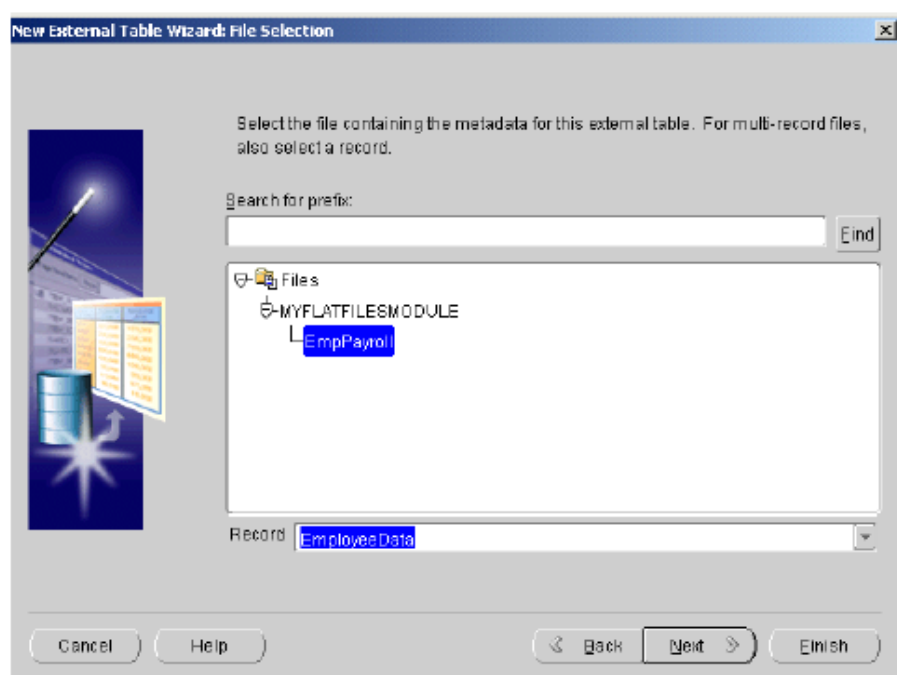 New External Table Wizard: File Selection
Select the file containing the metadata for this external table. For multi-record files,
also select a record.
Search for prefix:
Find
Files
MYFLATFILESMODULE
EmpPayroll
Record EmployeeData
Cancel Help Back Next Finish